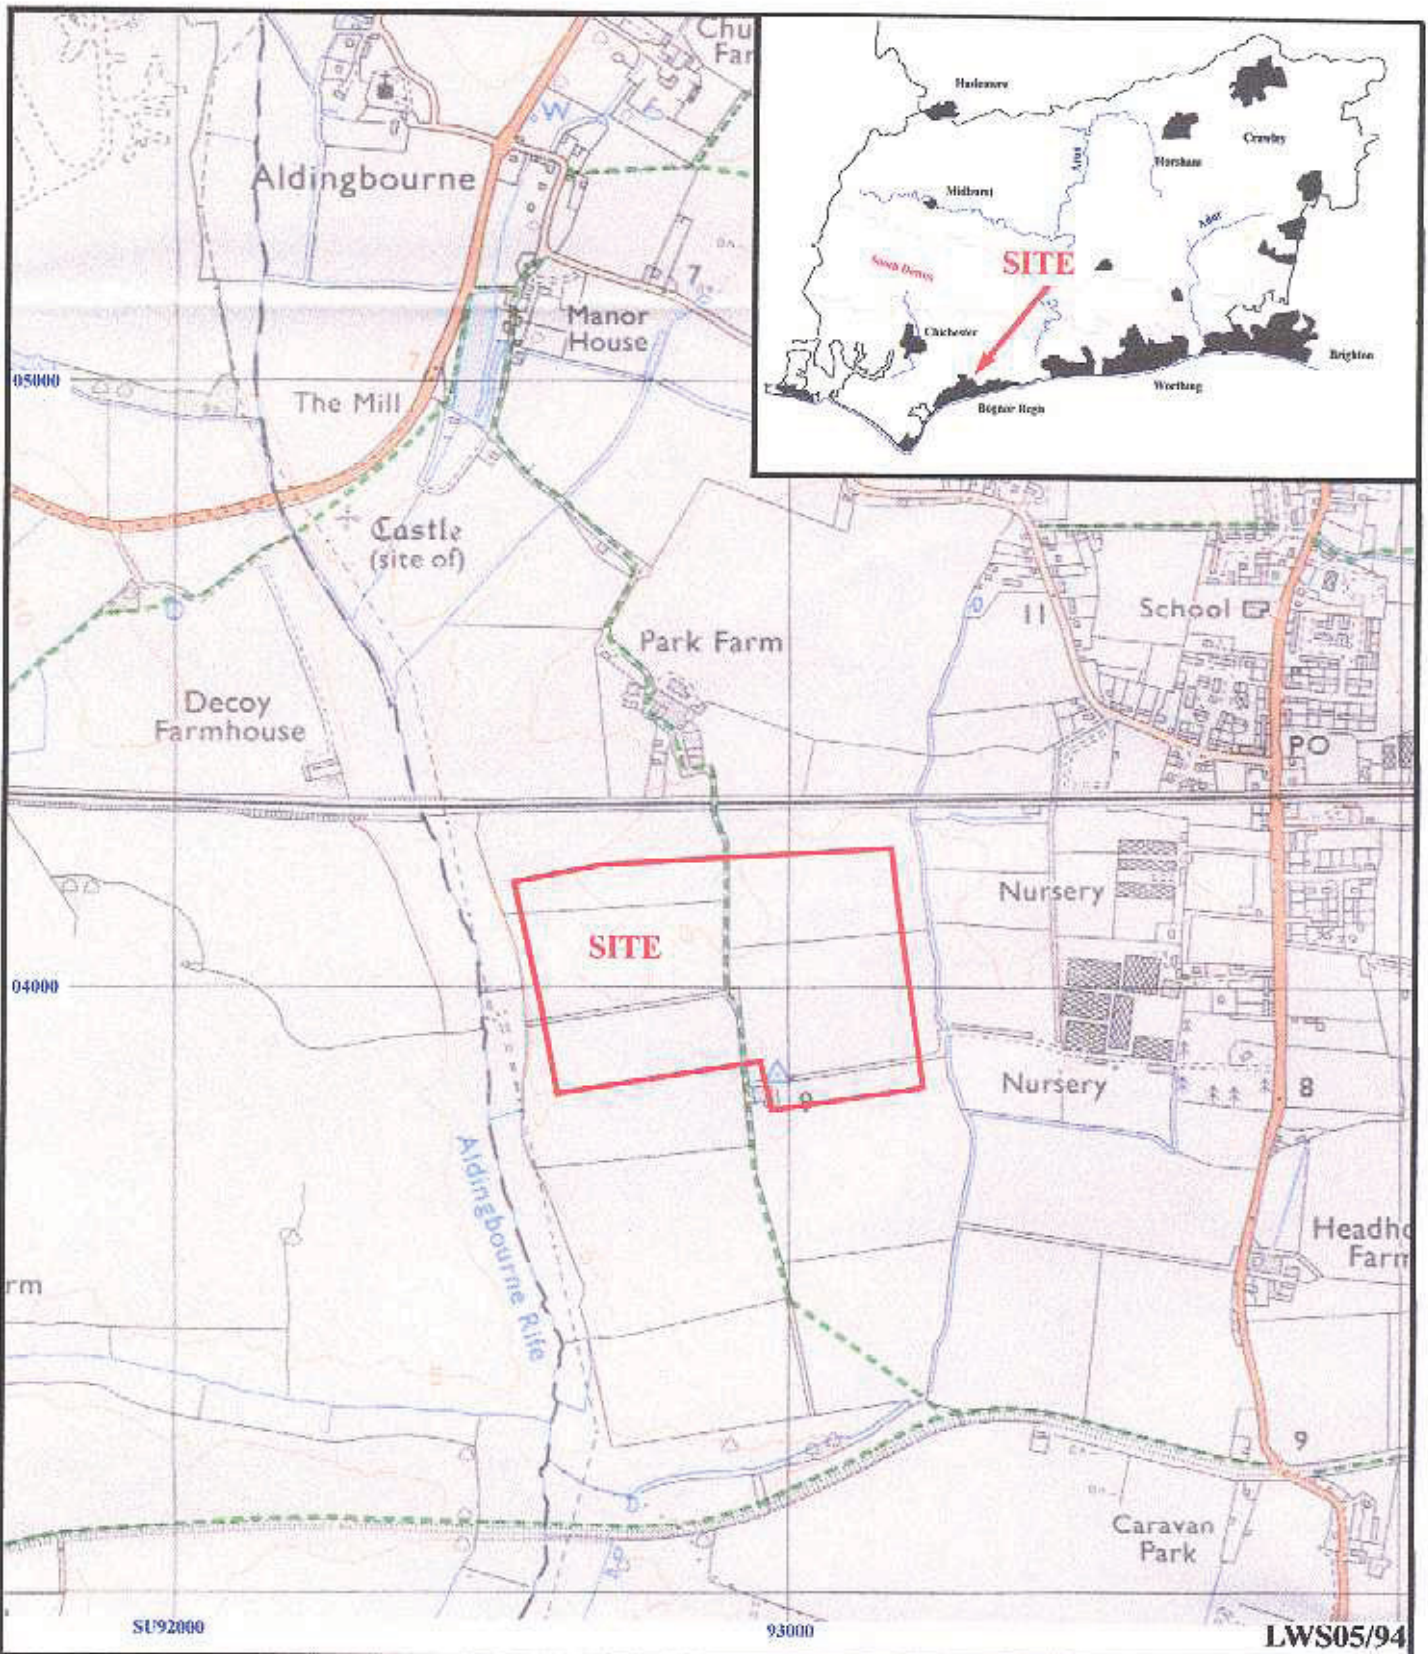 Chu
Far
Aldingbourne
W
7
Manor
House
7
05000
The Mill
Castle
(site of)
Haslemere
Crawley
Horsham
Arun
Midhurst
Adur
South Downs
SITE
Chichester
Brighton
Worthing
Bognor Regis
11
School
Park Farm
Decoy
Farmhouse
PO
Nursery
SITE
04000
Nursery
8
9
Aldingbourne Rife
Headho
Farm
rm
9
Caravan
Park
SU92000
93000
LWS05/94